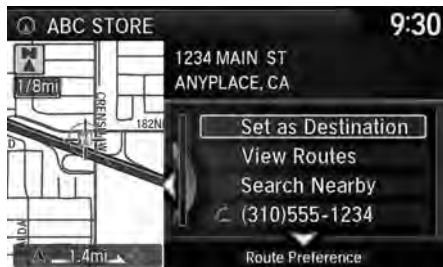 ABC STORE
9:30
N
1/8mi
1234 MAIN ST
ANYPLACE, CA
182N
Set as Destination
View Routes
Search Nearby
(310)555-1234
1.4mi
Route Preference